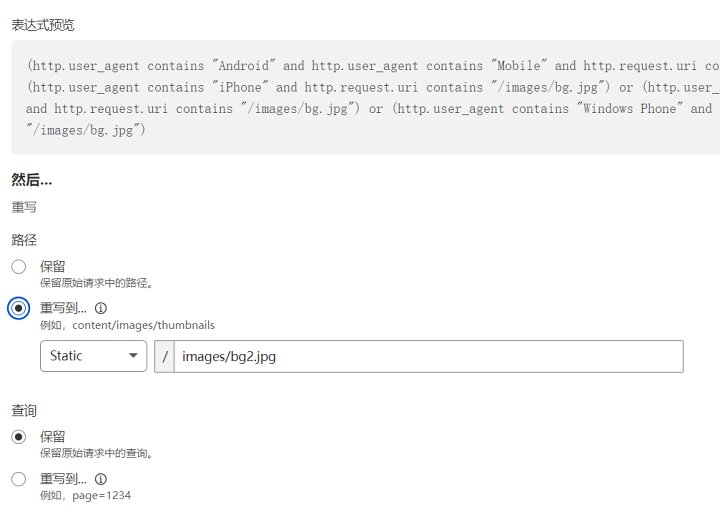 表达式预览
(http.user_agent contains "Android" and http.user_agent contains "Mobile" and http.request.uri co
(http.user_agent contains "iPhone" and http.request.uri contains "/images/bg.jpg") or (http.user_
and http.request.uri contains "/images/bg.jpg") or (http.user_agent contains "Windows Phone" and
"/images/bg.jpg")
然后...
重写
路径
保留
保留原始请求中的路径。
重写到...
例如，content/images/thumbnails
Static / images/bg2.jpg
查询
保留
保留原始请求中的查询。
重写到...
例如，page=1234